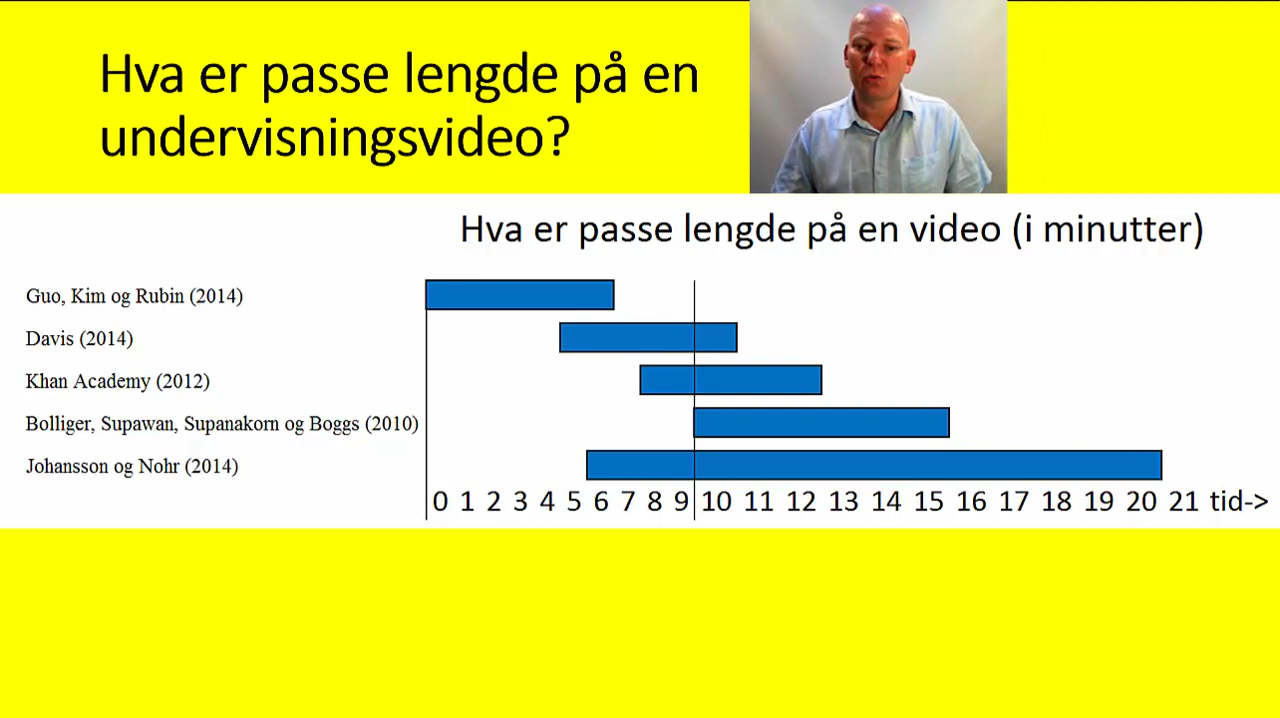 Hva er passe lengde på en
undervisningsvideo?
Hva er passe lengde på en video (i minutter)
Guo, Kim og Rubin (2014)
Davis (2014)
Khan Academy (2012)
Bolliger, Supawan, Supanakorn og Boggs (2010)
Johansson og Nohr (2014)
0 1 2 3 4 5 6 7 8 9 10 11 12 13 14 15 16 17 18 19 20 21 tid->